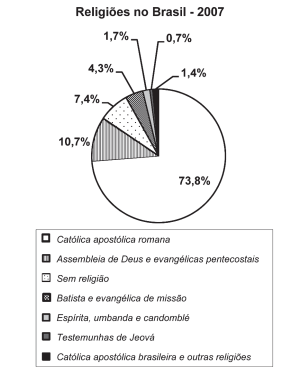 Religiões no Brasil - 2007
1,7%
0,7%
4,3%
1,4%
7,4%
10,7%
73,8%
Católica apostólica romana
Assembleia de Deus e evangélicas pentecostais
Sem religião
Batista e evangélica de missão
Espírita, umbanda e candomblé
Testemunhas de Jeová
Católica apostólica brasileira e outras religiões